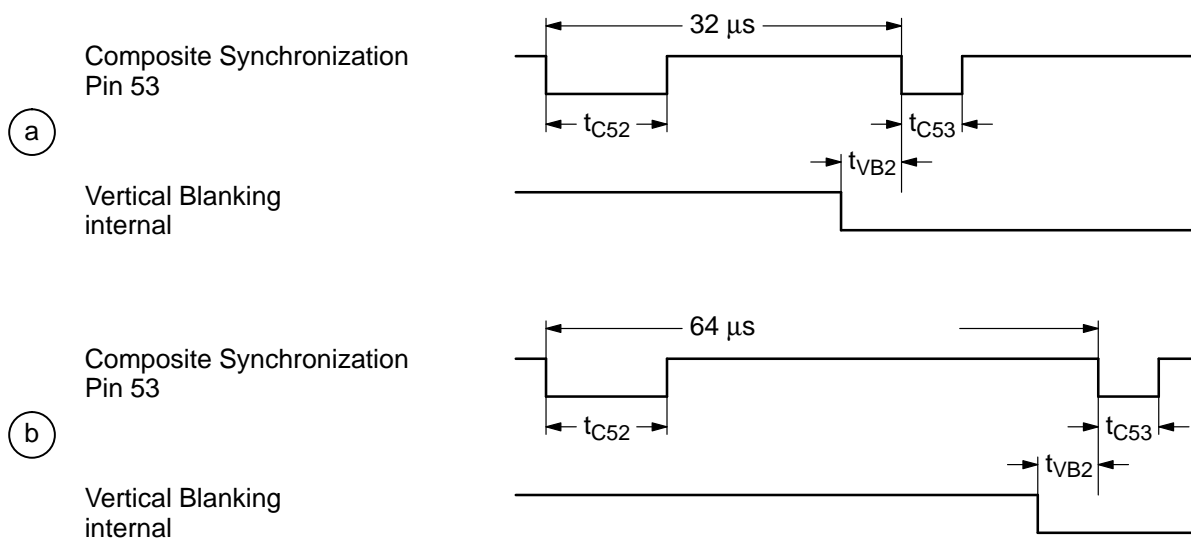 32 μs
Composite Synchronization
Pin 53
a
tC52
tC53
tVB2
Vertical Blanking
internal
64 μs
Composite Synchronization
Pin 53
b
tC52
tC53
tVB2
Vertical Blanking
internal